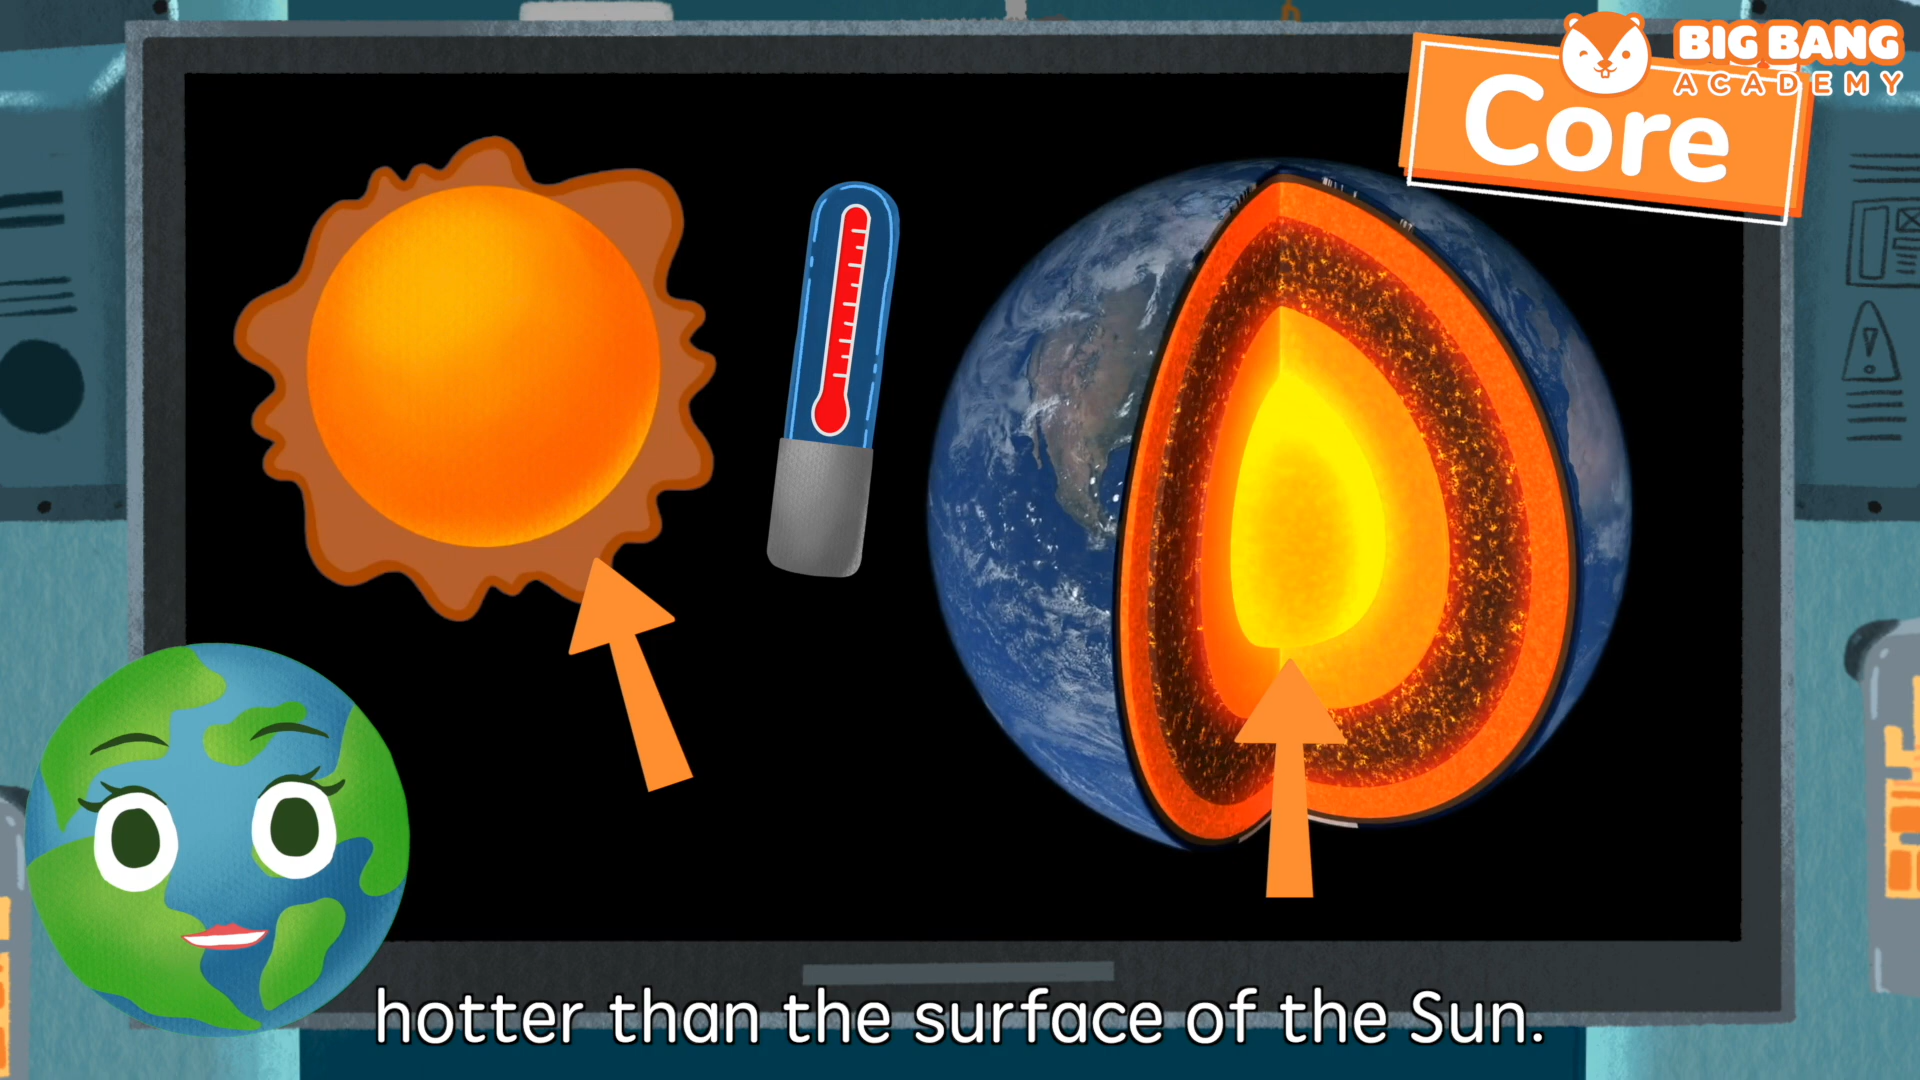 BIG BANG
ACADEMY
Core
hotter than the surface of the Sun.